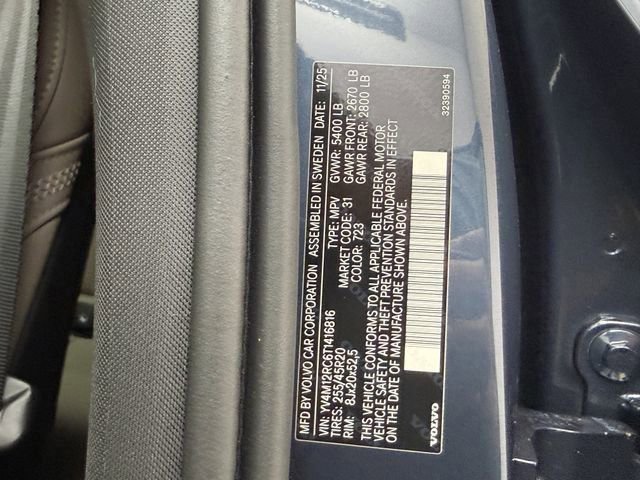 MFD BY VOLVO CAR CORPORATION ASSEMBLED IN SWEDEN DATE: 11/25
VIN: YV4M12RC6T1416816 TYPE: MPV GVWR: 5400 LB
TIRES: 255/45R20 MARKET CODE: 31 GAWR FRONT: 2670 LB
RIM: 8Jx20x52,5 COLOR: 723 GAWR REAR: 2800 LB
THIS VEHICLE CONFORMS TO ALL APPLICABLE FEDERAL MOTOR
VEHICLE SAFETY AND THEFT PREVENTION STANDARDS IN EFFECT
ON THE DATE OF MANUFACTURE SHOWN ABOVE.
VOLVO 32390594